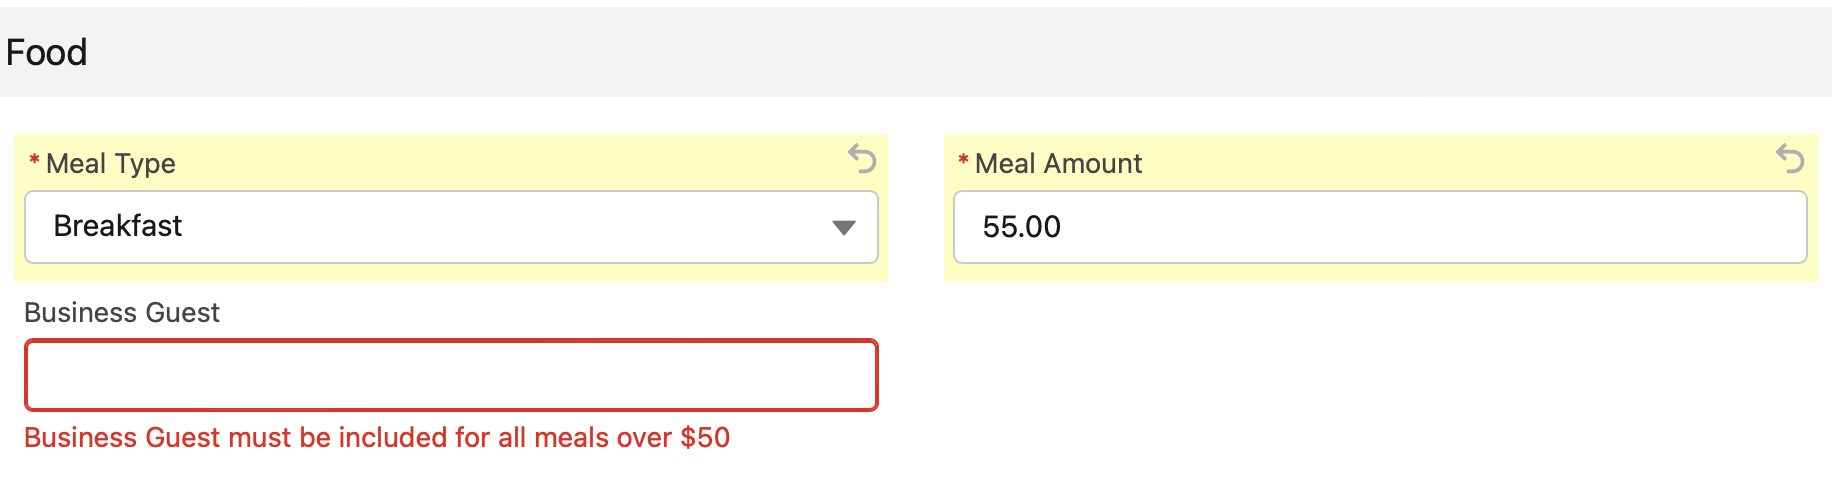 Food
* Meal Type
* Meal Amount
Breakfast
55.00
Business Guest
Business Guest must be included for all meals over $50